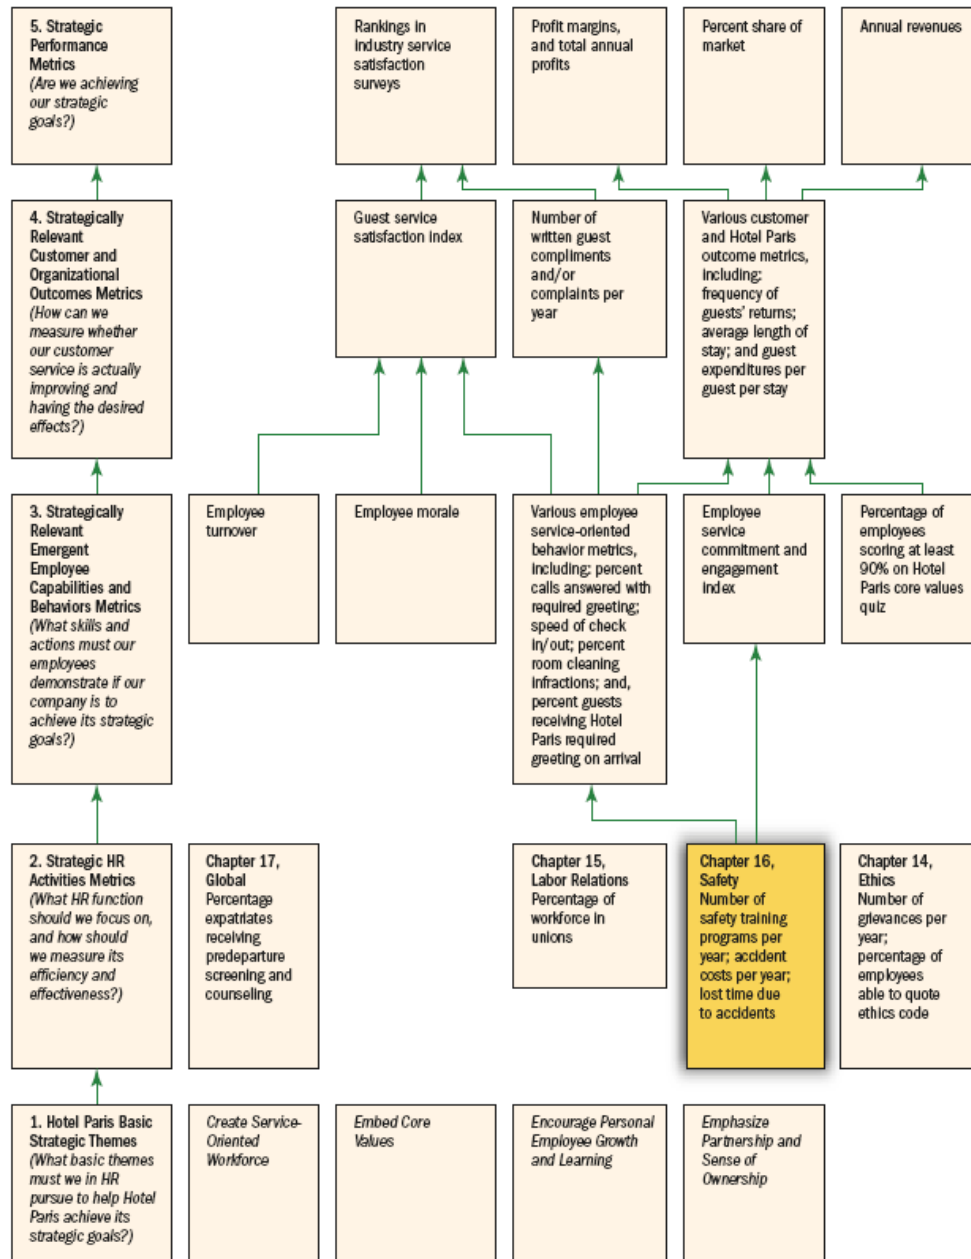 5. Strategic
Performance
Metrics
(Are we achieving
our strategic
goals?)
Rankings in
industry service
satisfaction
surveys
Profit margins,
and total annual
profits
Percent share of
market
Annual revenues
4. Strategically
Relevant
Customer and
Organizational
Outcomes Metrics
(How can we
measure whether
our customer
service is actually
improving and
having the desired
effects?)
Guest service
satisfaction index
Number of
written guest
compliments
and/or
complaints per
year
Various customer
and Hotel Paris
outcome metrics,
including:
frequency of
guests' returns;
average length of
stay; and guest
expenditures per
guest per stay
3. Strategically
Relevant
Emergent
Employee
Capabilities and
Behaviors Metrics
(What skills and
actions must our
employees
demonstrate if our
company is to
achieve its strategic
goals?)
Employee
turnover
Employee morale
Various employee
service-oriented
behavior metrics,
including: percent
calls answered with
required greeting;
speed of check
in/out; percent
room cleaning
infractions; and,
percent guests
receiving Hotel
Paris required
greeting on arrival
Employee
service
commitment and
engagement
index
Percentage of
employees
scoring at least
90% on Hotel
Paris core values
quiz
2. Strategic HR
Activities Metrics
(What HR function
should we focus on,
and how should
we measure its
efficiency and
effectiveness?)
Chapter 17,
Global
Percentage
expatriates
receiving
predeparture
screening and
counseling
Chapter 15,
Labor Relations
Percentage of
workforce in
unions
Chapter 16,
Safety
Number of
safety training
programs per
year; accident
costs per year;
lost time due
to accidents
Chapter 14,
Ethics
Number of
grievances per
year;
percentage of
employees
able to quote
ethics code
1. Hotel Paris Basic
Strategic Themes
(What basic themes
must we in HR
pursue to help Hotel
Paris achieve its
strategic goals?)
Create Service-
Oriented
Workforce
Embed Core
Values
Encourage Personal
Employee Growth
and Learning
Emphasize
Partnership and
Sense of
Ownership